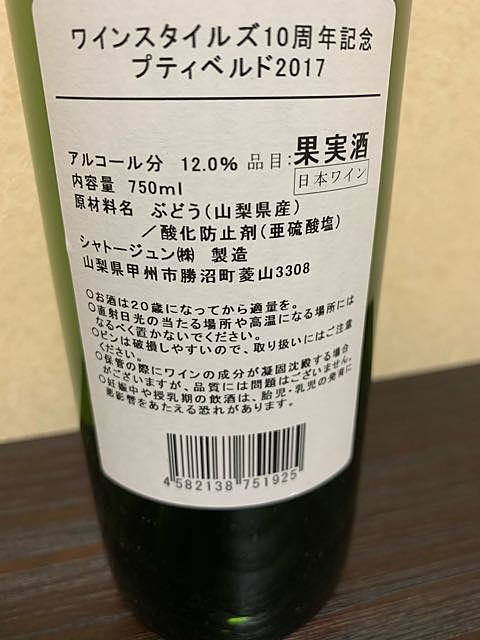 ワインスタイルズ10周年記念
プティベルド2017
アルコール分 12.0% 品目:果実酒
内容量 750ml 日本ワイン
原材料名 ぶどう(山梨県産)
/酸化防止剤(亜硫酸塩)
シャトージュン㈱ 製造
山梨県甲州市勝沼町菱山3308
○お酒は20歳になってから適量を。
○直射日光の当たる場所や高温になる場所には
なるべく置かないでください。
○ビンは破損しやすいので、取り扱いにはご注意
ください。
○保管の際にワインの成分が凝固沈殿する場合
がございますが、品質には問題はございません。
○妊娠中や授乳期の飲酒は、胎児・乳児の発育に
悪影響をあたえる恐れがあります。
4 582138 751925